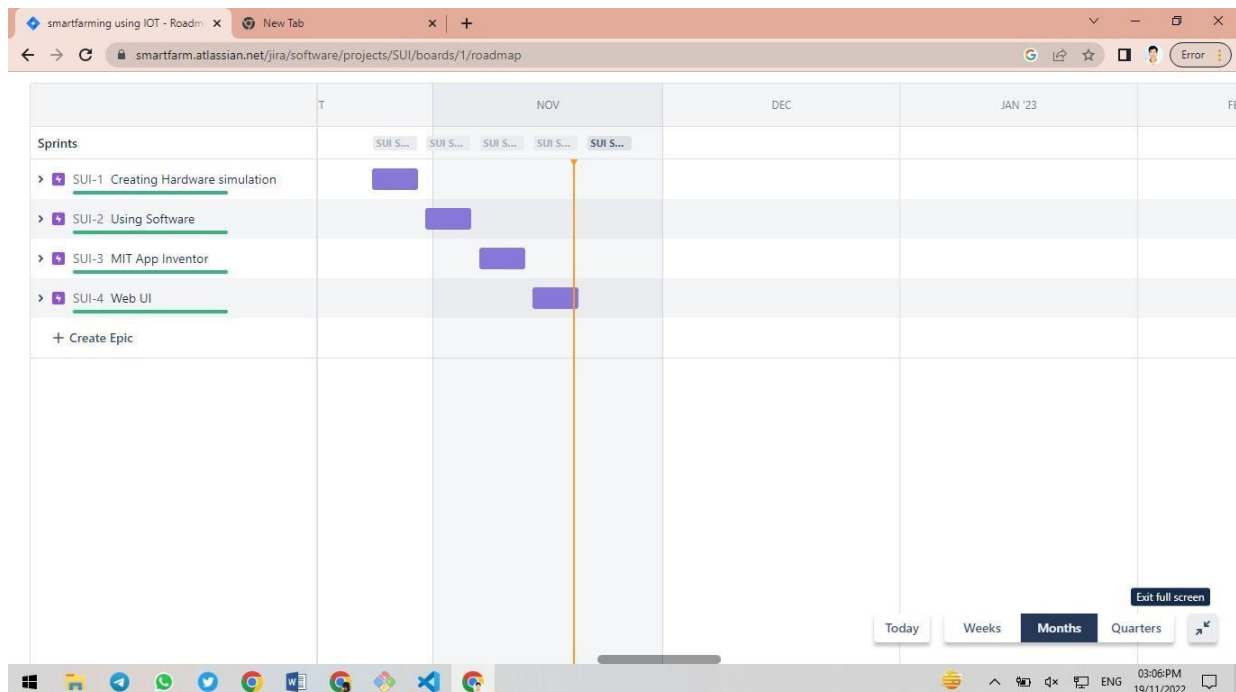 smartfarming using IOT - Roadm
New Tab
smartfarm.atlassian.net/jira/software/projects/SUI/boards/1/roadmap
Error
T NOV DEC JAN '23 FE
Sprints SUI S... SUI S... SUI S... SUI S... SUI S...
SUI-1 Creating Hardware simulation
SUI-2 Using Software
SUI-3 MIT App Inventor
SUI-4 Web UI
+ Create Epic
Exit full screen
Today Weeks Months Quarters
ENG
03:06:PM
19/11/2022